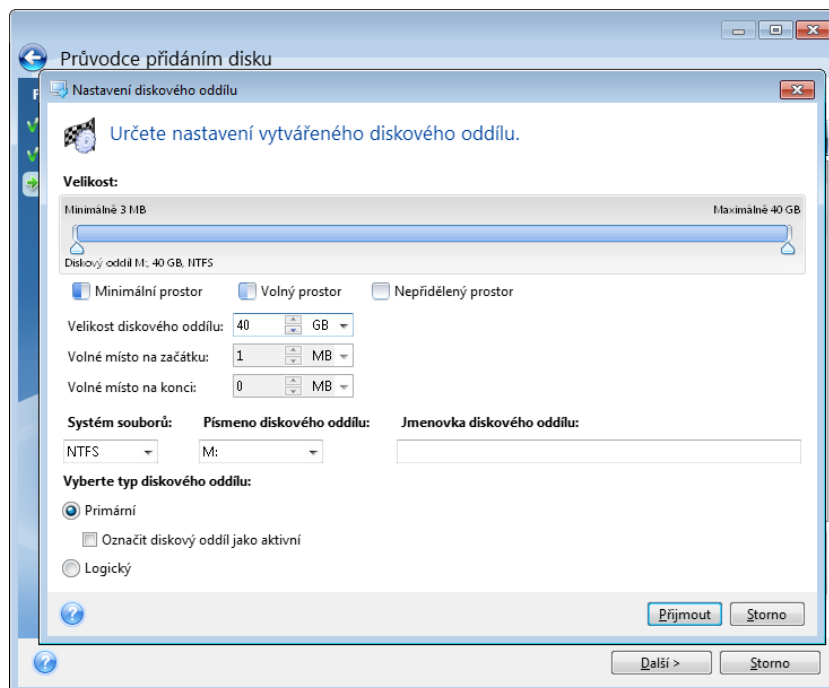 Průvodce přidáním disku
Nastavení diskového oddílu
Určete nastavení vytvářeného diskového oddílu.
Velikost:
Minimálně 3 MB Maximálně 40 GB
Diskový oddíl M:, 40 GB, NTFS
Minimální prostor Volný prostor Nepřidělený prostor
Velikost diskového oddílu: 40 GB
Volné místo na začátku: 1 MB
Volné místo na konci: 0 MB
Systém souborů: Písmeno diskového oddílu: Jmenovka diskového oddílu:
NTFS M:
Vyberte typ diskového oddílu:
Primární
Označit diskový oddíl jako aktivní
Logický
Přijmout Storno
Další > Storno